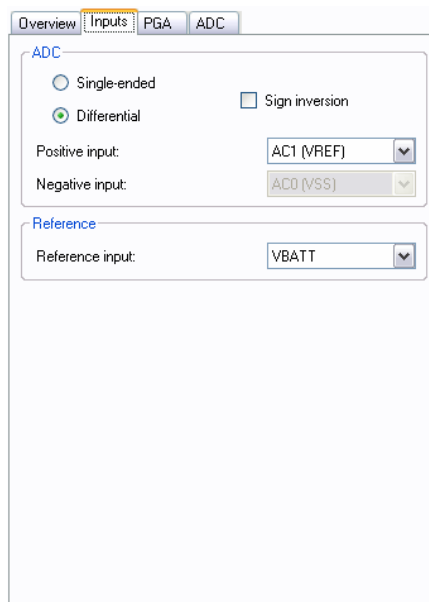 Overview Inputs PGA ADC
ADC
Single-ended
Sign inversion
Differential
Positive input: AC1 (VREF)
Negative input: AC0 (VSS)
Reference
Reference input: VBATT